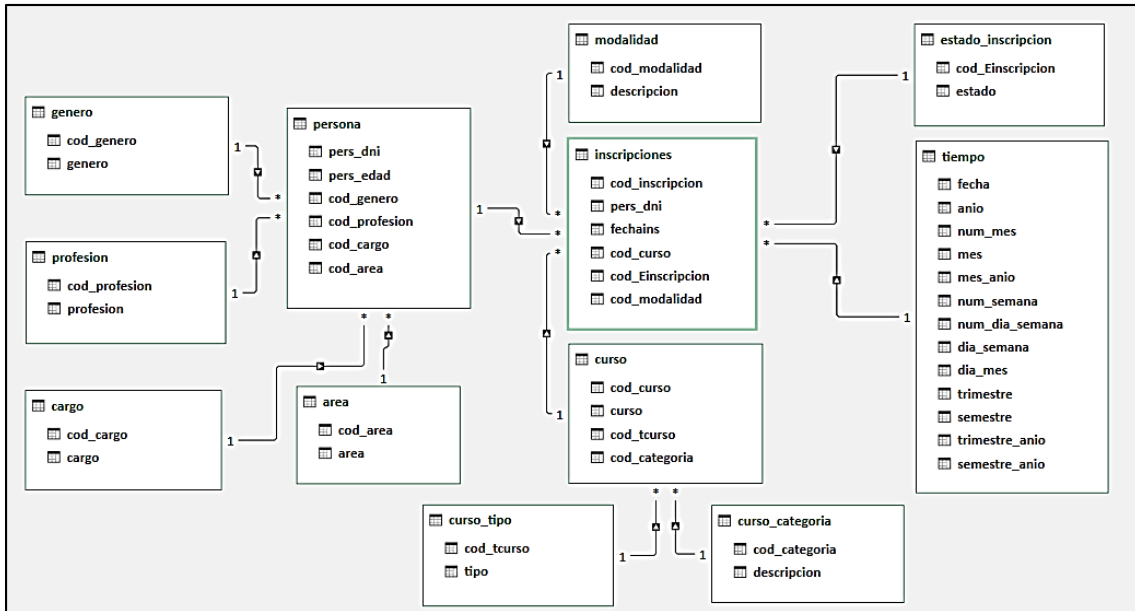 modalidad
cod_modalidad
descripcion
1
estado_inscripcion
cod_Einscripcion
estado
1
genero
cod_genero
genero
1
*
persona
pers_dni
pers_edad
cod_genero
cod_profesion
cod_cargo
cod_area
*
*
*
1
inscripciones
cod_inscripcion
pers_dni
fechains
cod_curso
cod_Einscripcion
cod_modalidad
*
*
*
*
*
tiempo
fecha
anio
num_mes
mes
mes_anio
num_semana
num_dia_semana
dia_semana
dia_mes
trimestre
semestre
trimestre_anio
semestre_anio
1
profesion
cod_profesion
profesion
1
cargo
cod_cargo
cargo
1
area
cod_area
area
1
curso
cod_curso
curso
cod_tcurso
cod_categoria
1
*
*
curso_tipo
cod_tcurso
tipo
1
curso_categoria
cod_categoria
descripcion
1